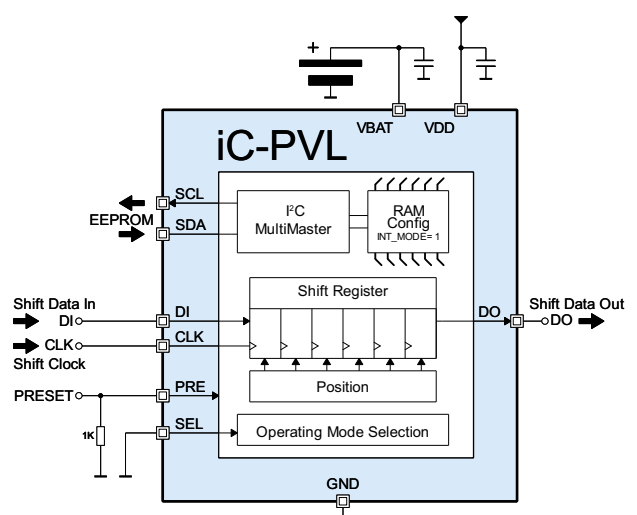 +
VBAT
VDD
iC-PVL
SCL
EEPROM
SDA
I²C
MultiMaster
RAM
Config
INT_MODE= 1
Shift Register
Shift Data In
DI
DI
CLK
CLK
Shift Clock
DO
Shift Data Out
DO
Position
PRESET
PRE
1K
SEL
Operating Mode Selection
GND